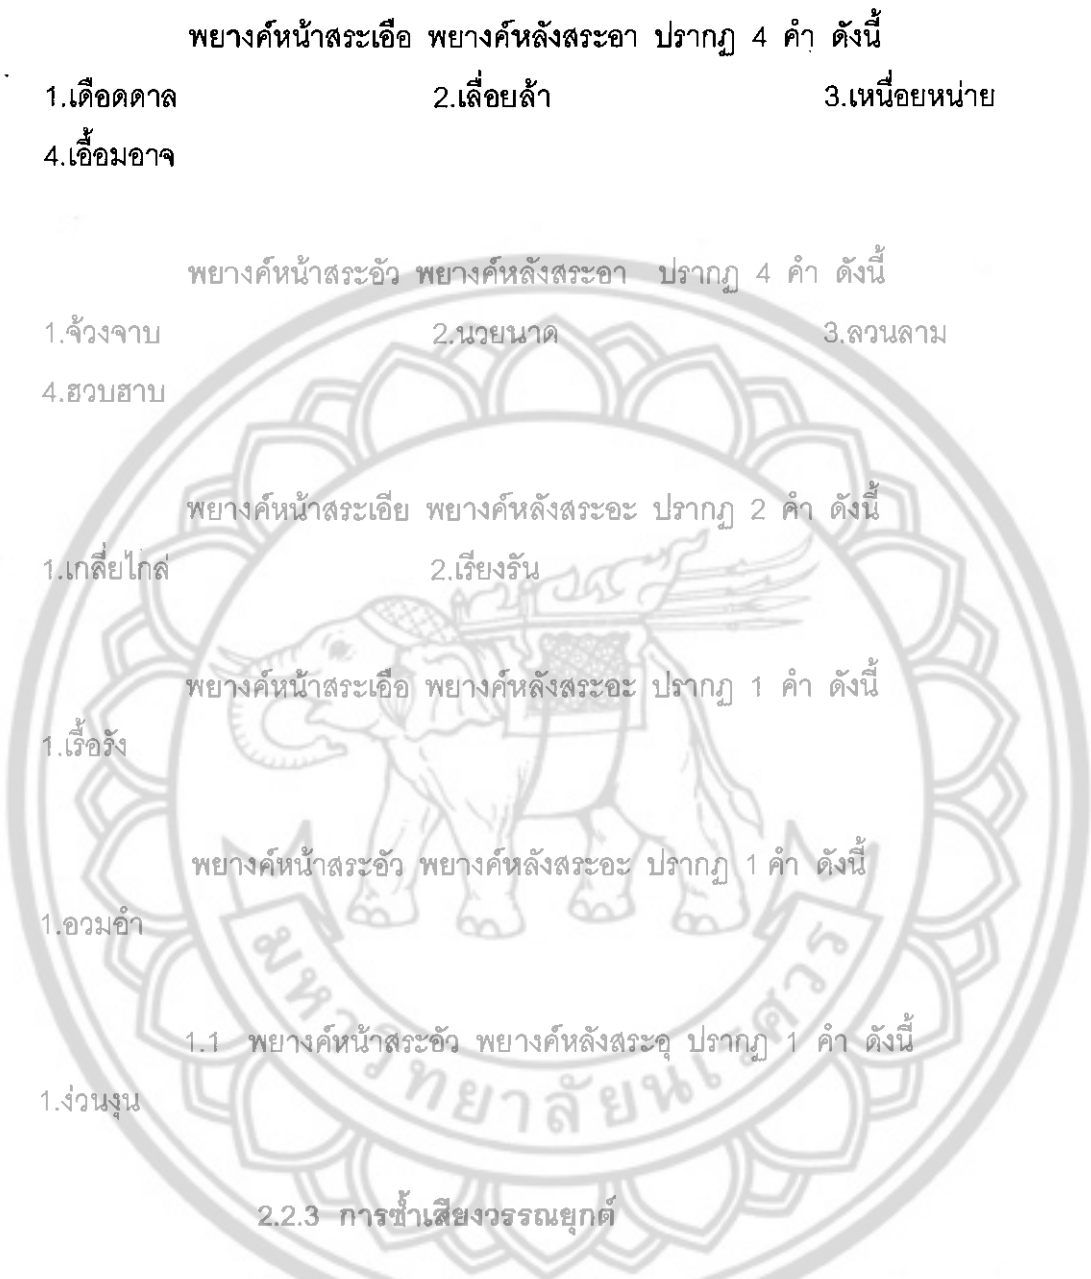 พยางค์หน้าสระเอือ พยางค์หลังสระอา ปรากฏ 4 คำ ดังนี้
1.เดือดดาล 2.เลื่อยล้า 3.เหนื่อยหน่าย
4.เอื้อมอาจ
พยางค์หน้าสระอัว พยางค์หลังสระอา ปรากฏ 4 คำ ดังนี้
1.จ้วงจาบ 2.นวยนาด 3.ลวนลาม
4.ฮวบฮาบ
พยางค์หน้าสระเอีย พยางค์หลังสระอะ ปรากฏ 2 คำ ดังนี้
1.เกลี่ยไกล่ 2.เรียงรัน
พยางค์หน้าสระเอือ พยางค์หลังสระอะ ปรากฏ 1 คำ ดังนี้
1.เรื้อรัง
พยางค์หน้าสระอัว พยางค์หลังสระอะ ปรากฏ 1 คำ ดังนี้
1.อวมอำ
1.1 พยางค์หน้าสระอัว พยางค์หลังสระอุ ปรากฏ 1 คำ ดังนี้
1.ง่วนงุน
มหาวิทยาลัยนเรศวร
2.2.3 การซ้ำเสียงวรรณยุกต์